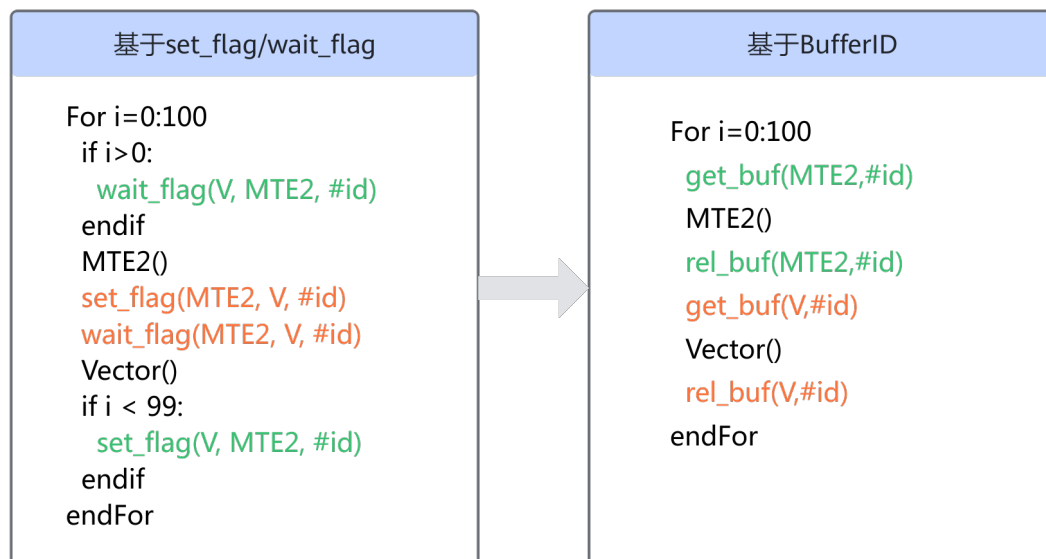 基于set_flag/wait_flag
For i=0:100
if i>0:
wait_flag(V, MTE2, #id)
endif
MTE2()
set_flag(MTE2, V, #id)
wait_flag(MTE2, V, #id)
Vector()
if i < 99:
set_flag(V, MTE2, #id)
endif
endFor
基于BufferID
For i=0:100
get_buf(MTE2,#id)
MTE2()
rel_buf(MTE2,#id)
get_buf(V,#id)
Vector()
rel_buf(V,#id)
endFor